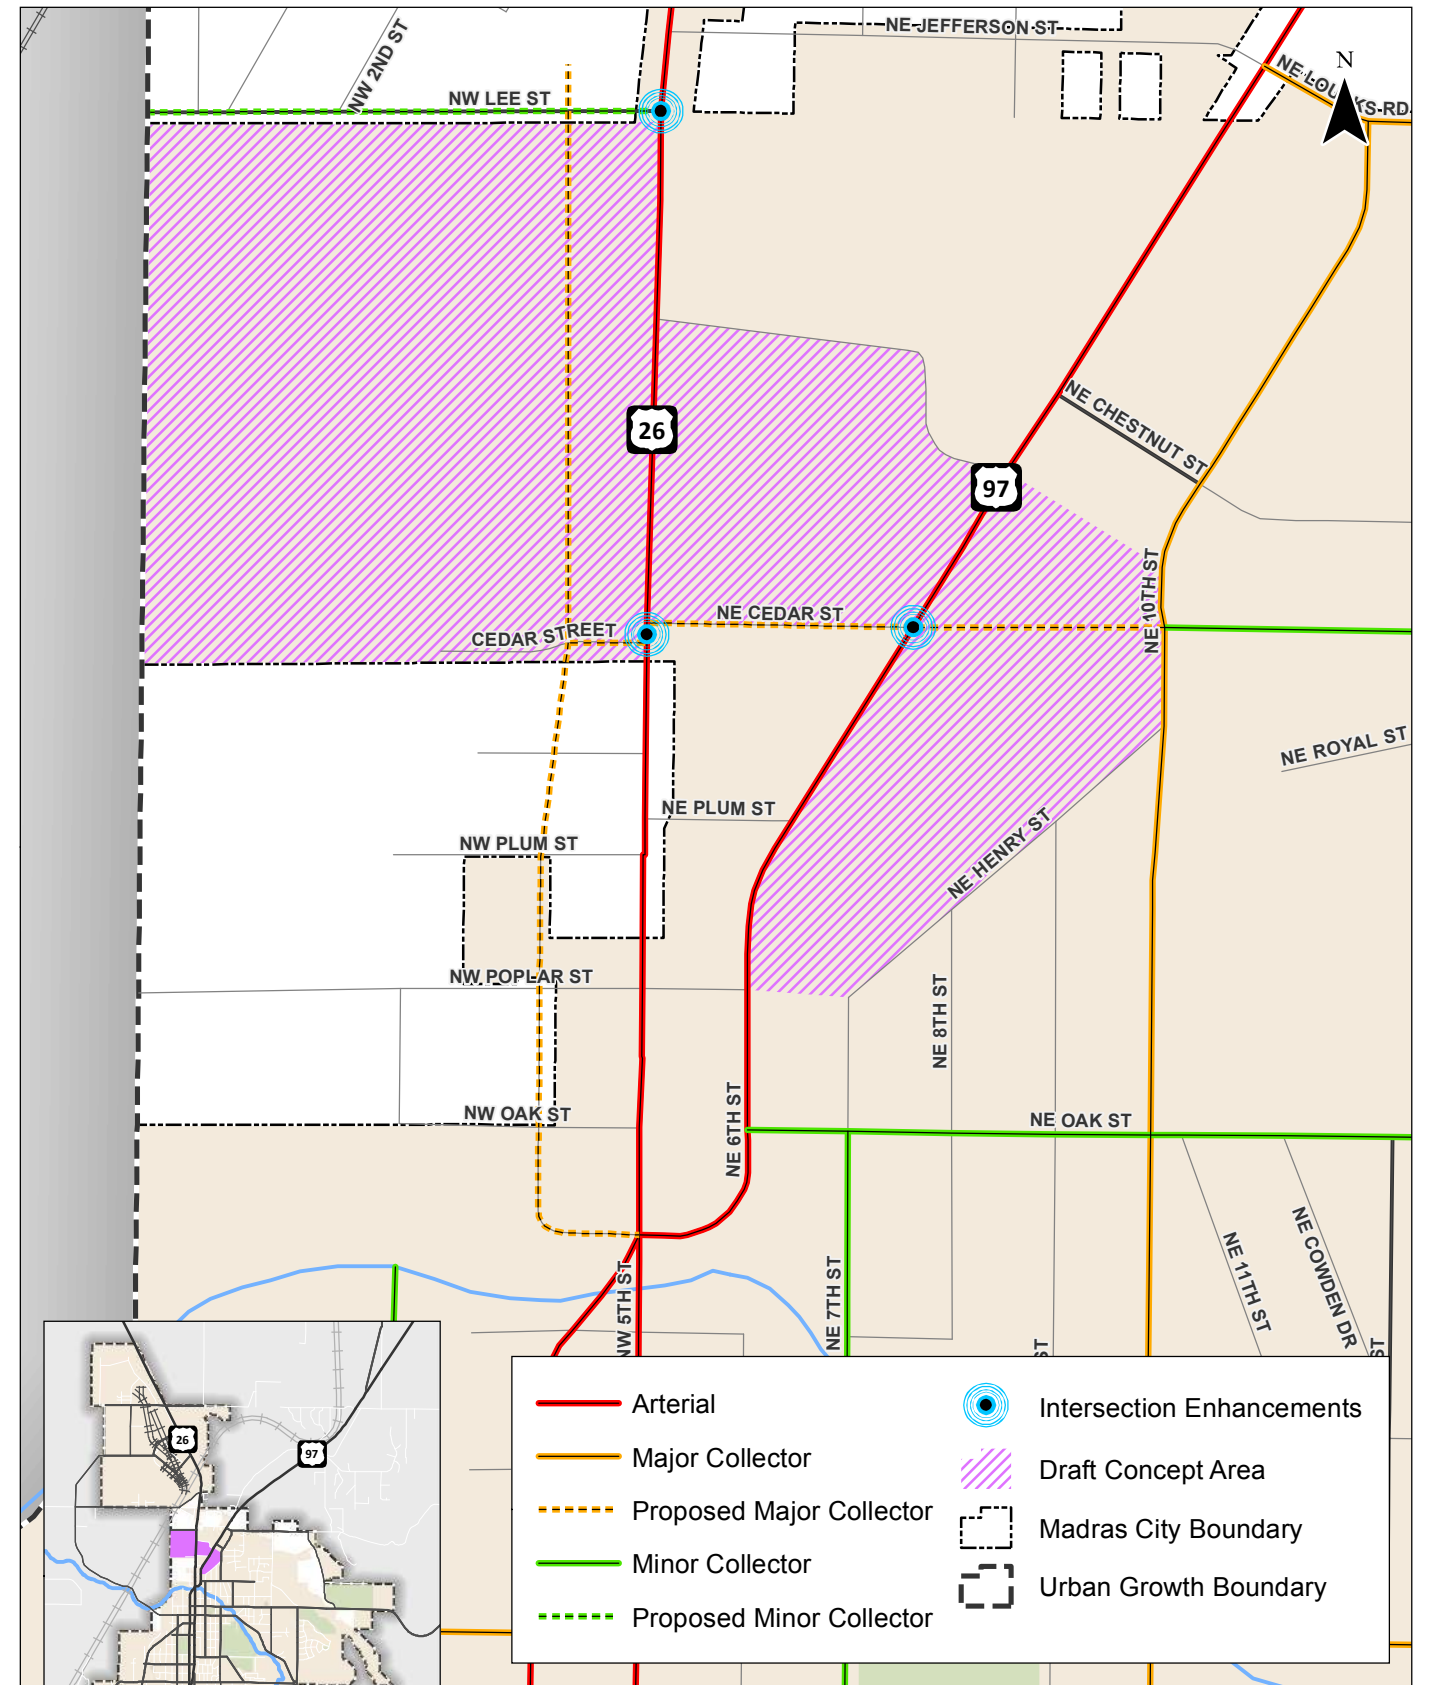 NE JEFFERSON ST
NW 2ND ST
N
NW LEE ST
26
NE CHESTNUT ST
97
NE 10TH ST
NE CEDAR ST
CEDAR STREET
NE ROYAL ST
NE PLUM ST
NW PLUM ST
NE HENRY ST
NW POPLAR ST
NE 8TH ST
NW OAK ST
NE 6TH ST
NE OAK ST
NE 11TH ST
NE COWDEN DR
NW 5TH ST
NE 7TH ST
ST
ST
26
97
Arterial
Major Collector
Proposed Major Collector
Minor Collector
Proposed Minor Collector
Intersection Enhancements
Draft Concept Area
Madras City Boundary
Urban Growth Boundary